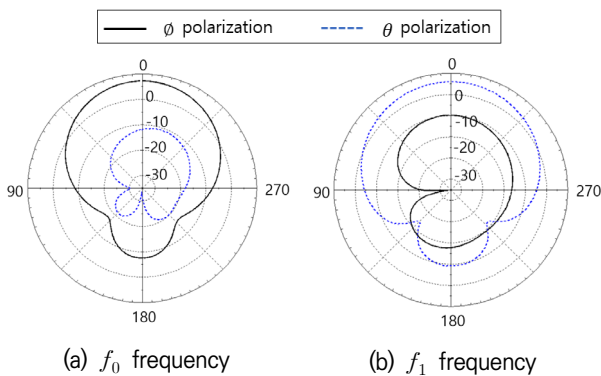 ϕ polarization θ polarization
0 0
0 0
-10 -10
-20 -20
-30 -30
90 270 90 270
180 180
(a) f₀ frequency (b) f₁ frequency